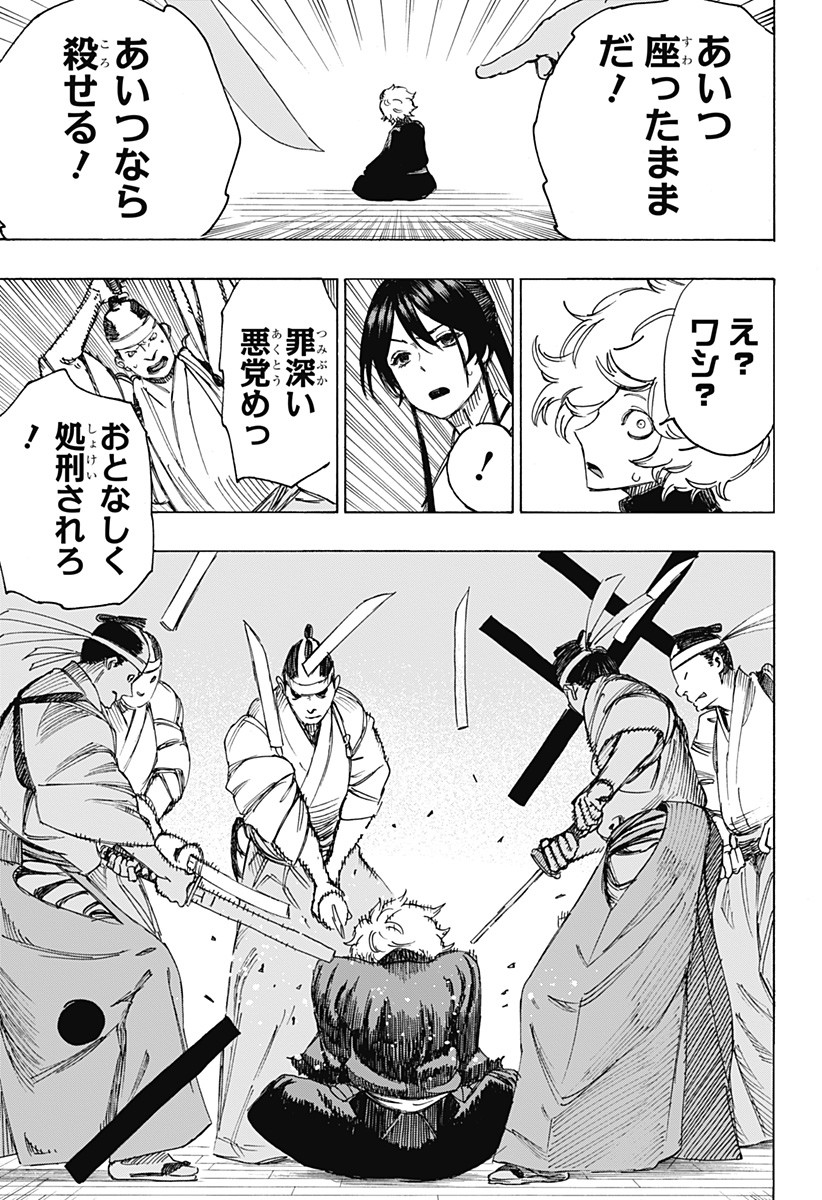 あいつ
座ったまま
だ！
あいつなら
殺せる！
え？
ワシ？
！
罪深い
悪党めっ
おとなしく
処刑されろ
！